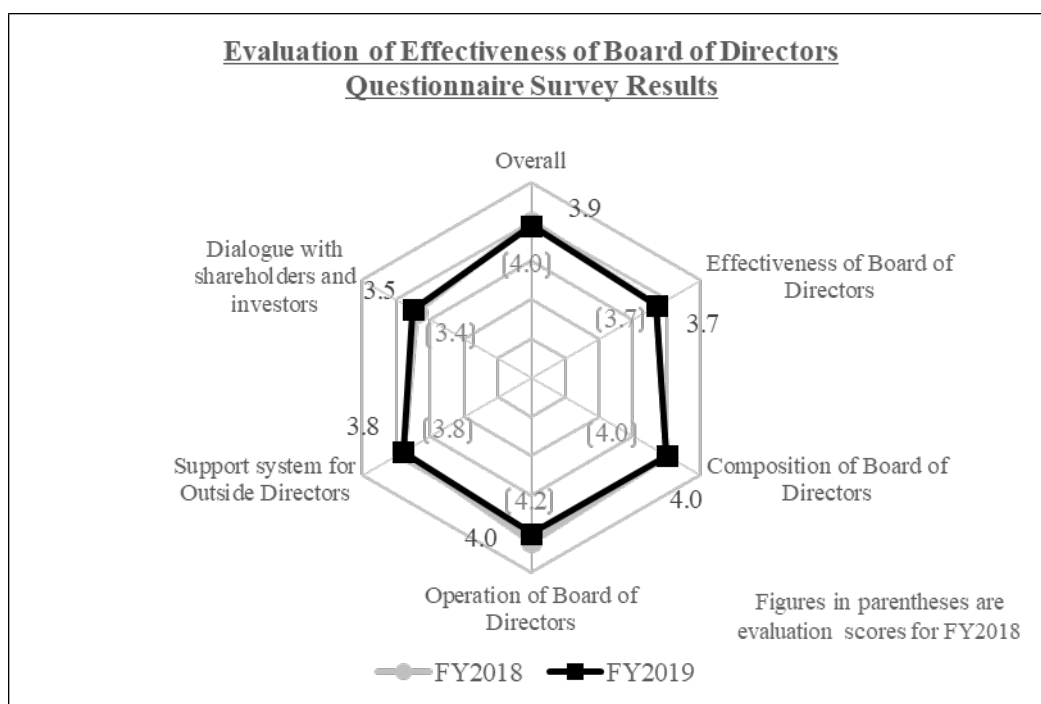 Evaluation of Effectiveness of Board of Directors
Questionnaire Survey Results
Overall
3.9
(4.0)
Dialogue with
shareholders and
investors
3.5
(3.4)
Effectiveness of Board of
Directors
(3.7)
3.7
3.8
(3.8)
Support system for
Outside Directors
(4.0)
Composition of Board of
Directors
4.0
(4.2)
4.0
Operation of Board of
Directors
Figures in parentheses are
evaluation scores for FY2018
FY2018
FY2019